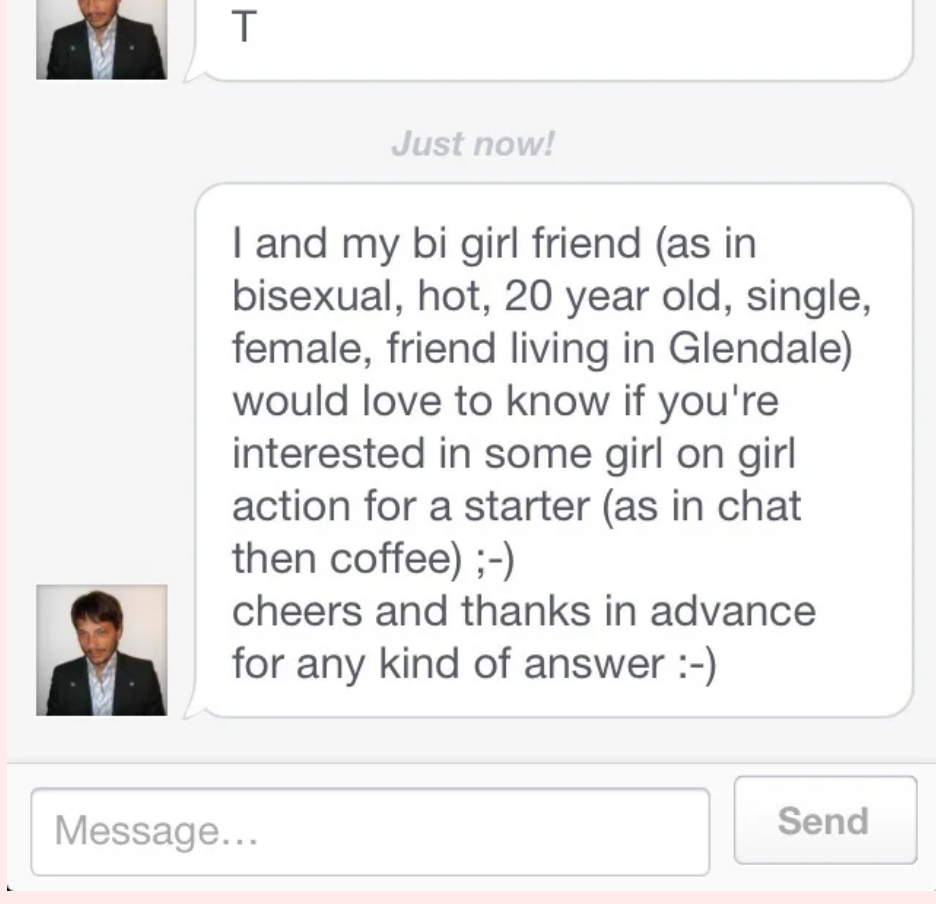 T
Just now!
I and my bi girl friend (as in
bisexual, hot, 20 year old, single,
female, friend living in Glendale)
would love to know if you're
interested in some girl on girl
action for a starter (as in chat
then coffee) ;-)
cheers and thanks in advance
for any kind of answer :-)
Message...
Send